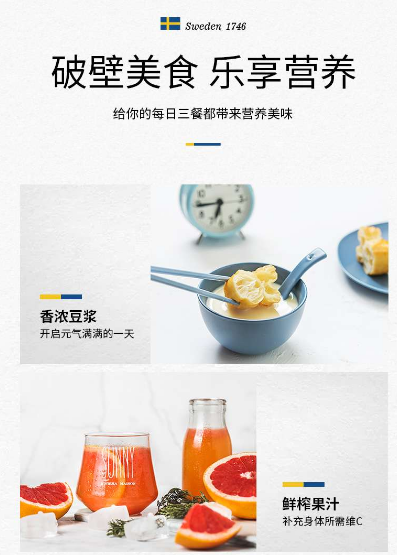 Sweden 1746
破壁美食 乐享营养
给你的每日三餐都带来营养美味
香浓豆浆
开启元气满满的一天
SUNNY
鲜榨果汁
补充身体所需维C